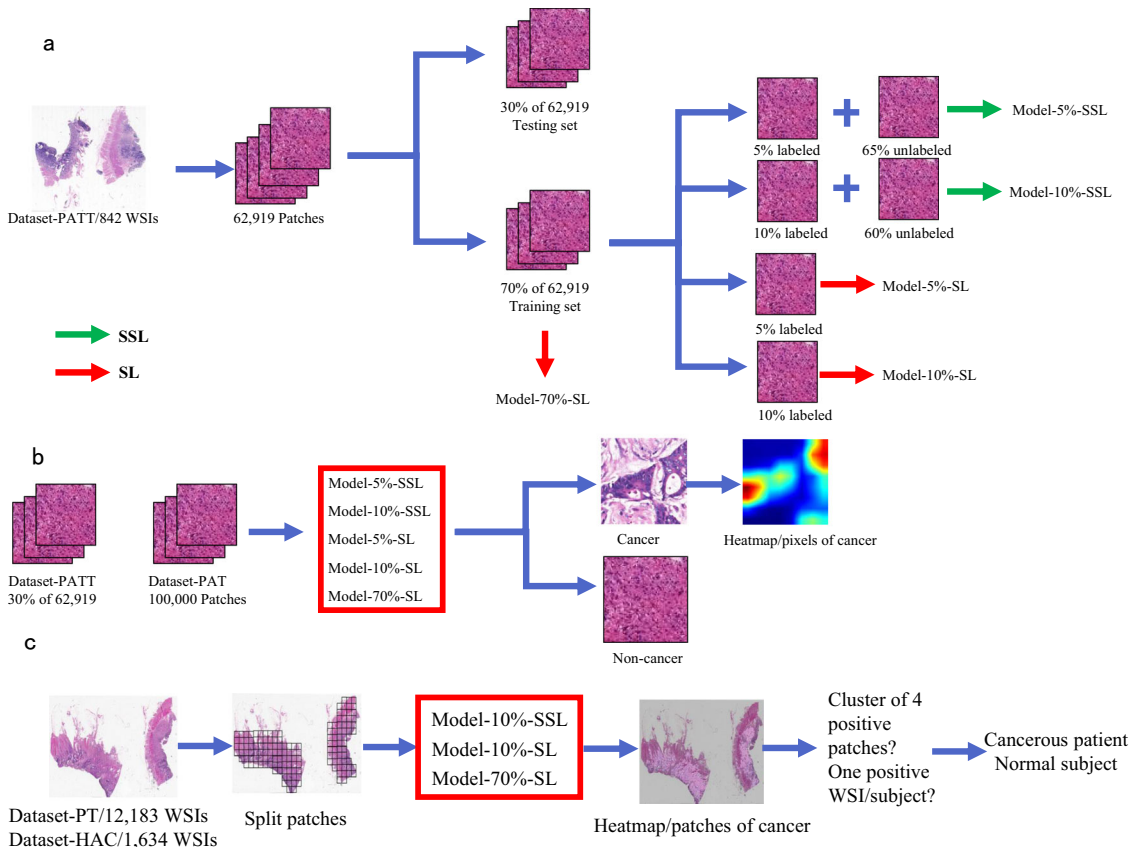 a
Dataset-PATT/842 WSIs
62,919 Patches
30% of 62,919
Testing set
70% of 62,919
Training set
Model-70%-SL
5% labeled
65% unlabeled
Model-5%-SSL
10% labeled
60% unlabeled
Model-10%-SSL
5% labeled
Model-5%-SL
10% labeled
Model-10%-SL
SSL
SL
b
Dataset-PATT
30% of 62,919
Dataset-PAT
100,000 Patches
Model-5%-SSL
Model-10%-SSL
Model-5%-SL
Model-10%-SL
Model-70%-SL
Cancer
Heatmap/pixels of cancer
Non-cancer
c
Dataset-PT/12,183 WSIs
Dataset-HAC/1,634 WSIs
Split patches
Model-10%-SSL
Model-10%-SL
Model-70%-SL
Heatmap/patches of cancer
Cluster of 4
positive
patches?
One positive
WSI/subject?
Cancerous patient
Normal subject